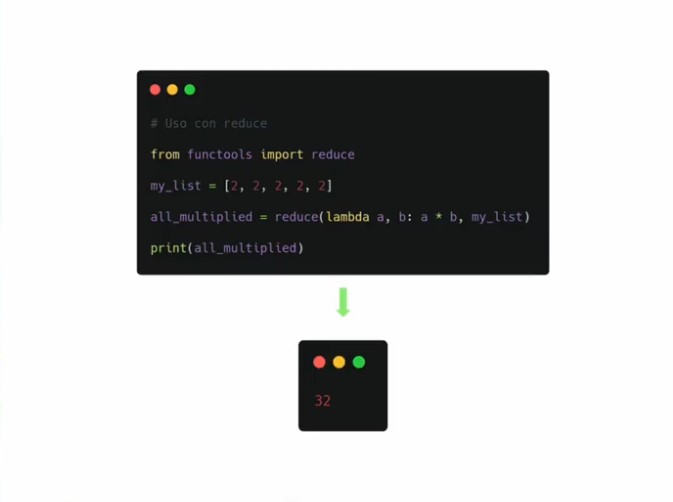 # Uso con reduce
from functools import reduce
my_list = [2, 2, 2, 2, 2]
all_multiplied = reduce(lambda a, b: a * b, my_list)
print(all_multiplied)
32